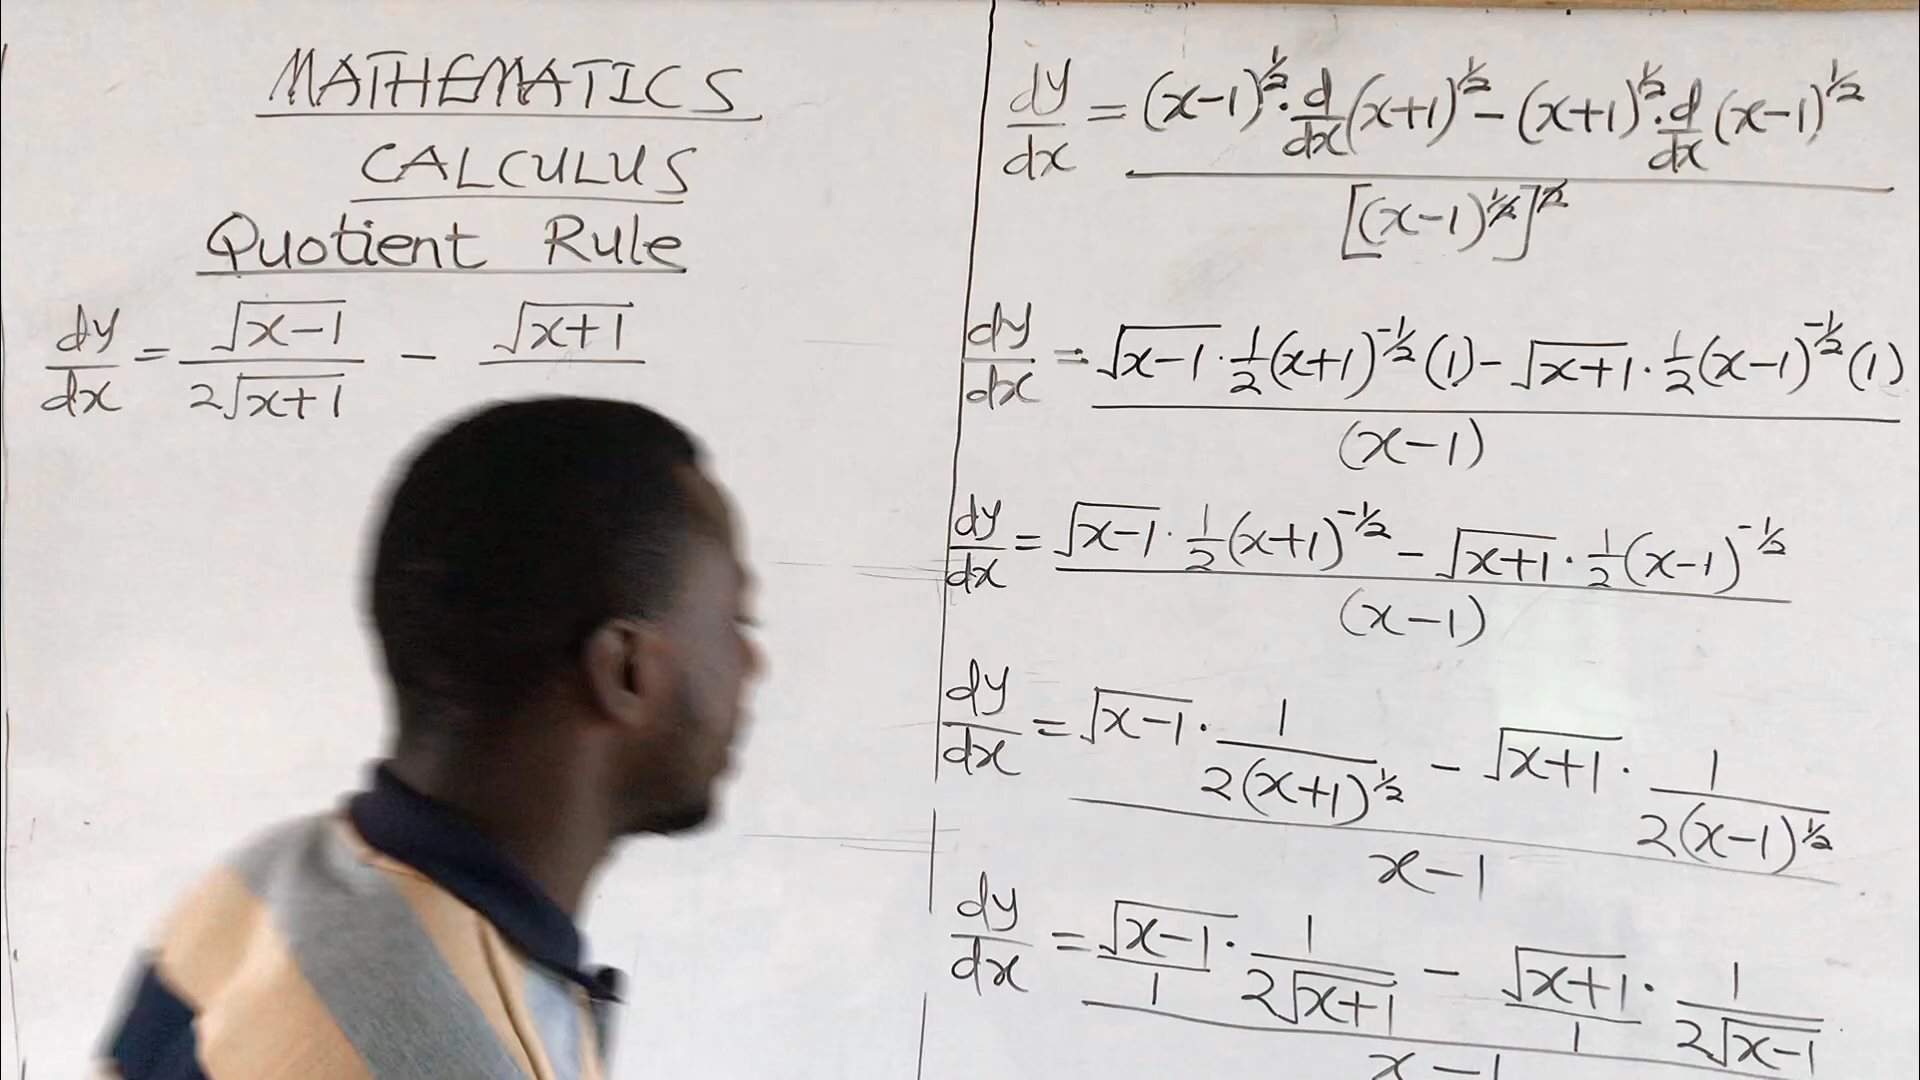 MATHEMATICS
CALCULUS
Quotient Rule
dy/dx = √(x-1)/2√(x+1) - √(x+1)/
dy/dx = (x-1)^½ · d/dx (x+1)^½ - (x+1)^½ · d/dx (x-1)^½
[(x-1)^½]^2
dy/dx = √(x-1) · ½(x+1)^-½ (1) - √(x+1) · ½(x-1)^-½ (1)
(x-1)
dy/dx = √(x-1) · ½(x+1)^-½ - √(x+1) · ½(x-1)^-½
(x-1)
dy/dx = √(x-1) · 1/2(x+1)^½ - √(x+1) · 1/2(x-1)^½
x-1
dy/dx = √(x-1)/1 · 1/2√(x+1) - √(x+1)/1 · 1/2√(x-1)
x-1